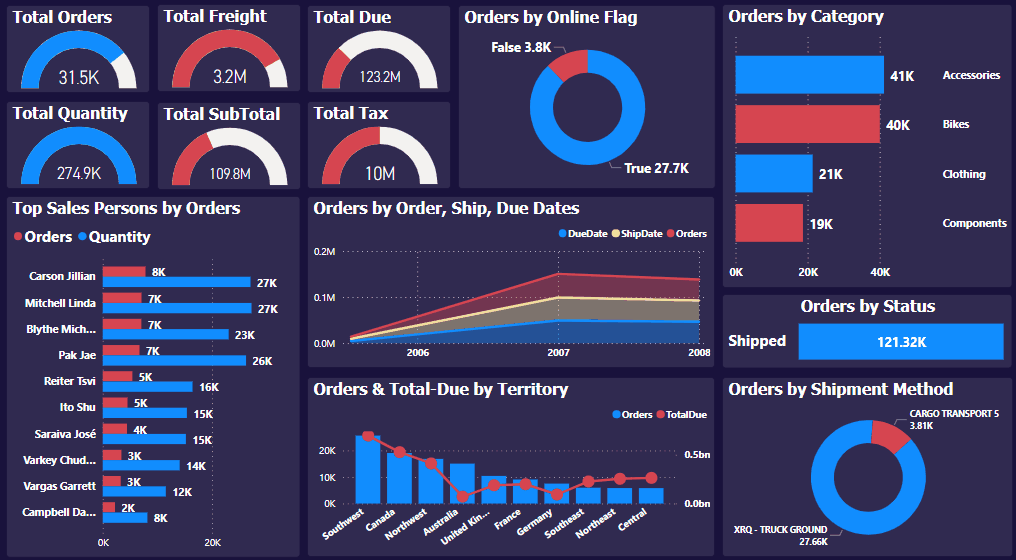 Total Orders
31.5K
Total Freight
3.2M
Total Due
123.2M
Total Quantity
274.9K
Total SubTotal
109.8M
Total Tax
10M
Orders by Online Flag
False 3.8K
True 27.7K
Orders by Category
41K Accessories
40K Bikes
21K Clothing
19K Components
0K 20K 40K
Top Sales Persons by Orders
Orders Quantity
Carson Jillian 8K
27K
Mitchell Linda 7K
27K
Blythe Mich... 7K
23K
Pak Jae 7K
26K
Reiter Tsvi 5K
16K
Ito Shu 5K
15K
Saraiva José 4K
15K
Varkey Chud... 3K
14K
Vargas Garrett 3K
12K
Campbell Da... 2K
8K
0K 20K
Orders by Order, Ship, Due Dates
DueDate ShipDate Orders
0.2M
0.1M
0.0M
2006 2007 2008
Orders by Status
Shipped 121.32K
Orders & Total-Due by Territory
Orders TotalDue
20K 0.5bn
10K
0K 0.0bn
Southwest
Canada
Northwest
Australia
United Kin...
France
Germany
Southeast
Northeast
Central
Orders by Shipment Method
CARGO TRANSPORT 5
3.81K
XRQ - TRUCK GROUND
27.66K